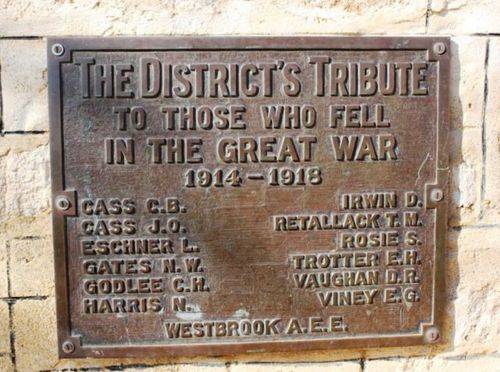 THE DISTRICT'S TRIBUTE
TO THOSE WHO FELL
IN THE GREAT WAR
1914-1918
CASS C.B.
CASS J.O.
ESCHNER L.
GATES N.W.
GODLEE C.H.
HARRIS N.
IRWIN D.
RETALLACK T.M.
ROSIE S.
TROTTER E.H.
VAUGHAN D.R.
VINEY E.G.
WESTBROOK A.E.E.